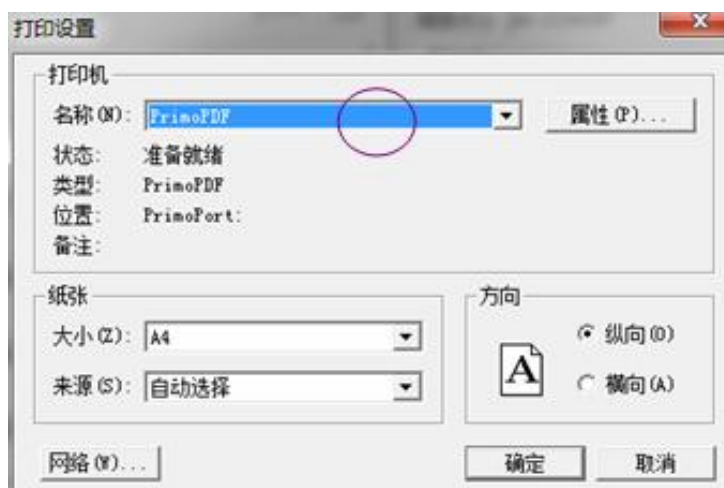 打印设置
打印机
名称(N): PrimoPDF 属性(P)...
状态: 准备就绪
类型: PrimoPDF
位置: PrimoPort:
备注:
纸张
大小(Z): A4
来源(S): 自动选择
方向
A
纵向(O)
横向(A)
网络(W)... 确定 取消